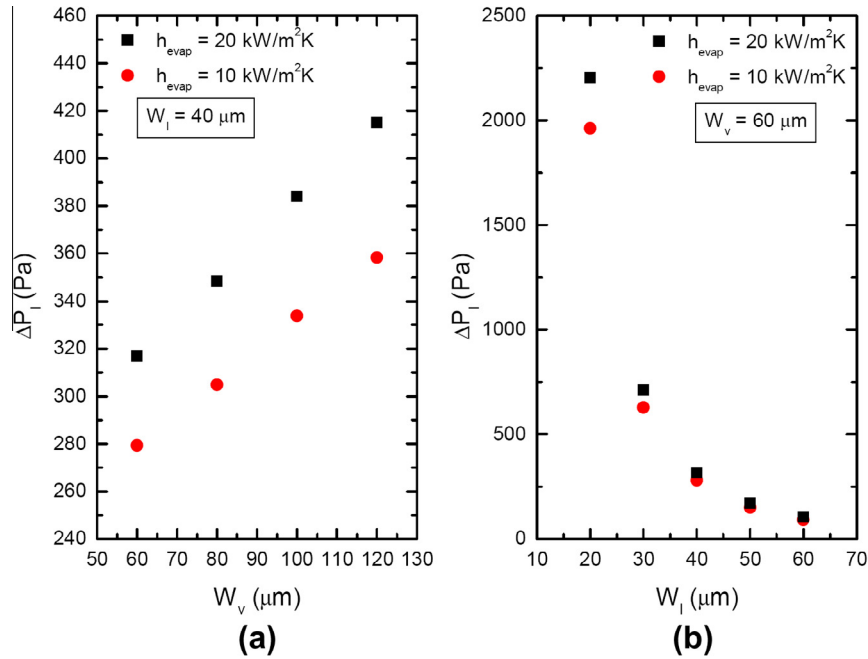 460
440
420
400
380
360
340
320
300
280
260
240
ΔP_l (Pa)
h_evap = 20 kW/m²K
h_evap = 10 kW/m²K
W_l = 40 μm
50 60 70 80 90 100 110 120 130
W_v (μm)
(a)
2500
2000
1500
1000
500
0
ΔP_l (Pa)
h_evap = 20 kW/m²K
h_evap = 10 kW/m²K
W_v = 60 μm
10 20 30 40 50 60 70
W_l (μm)
(b)